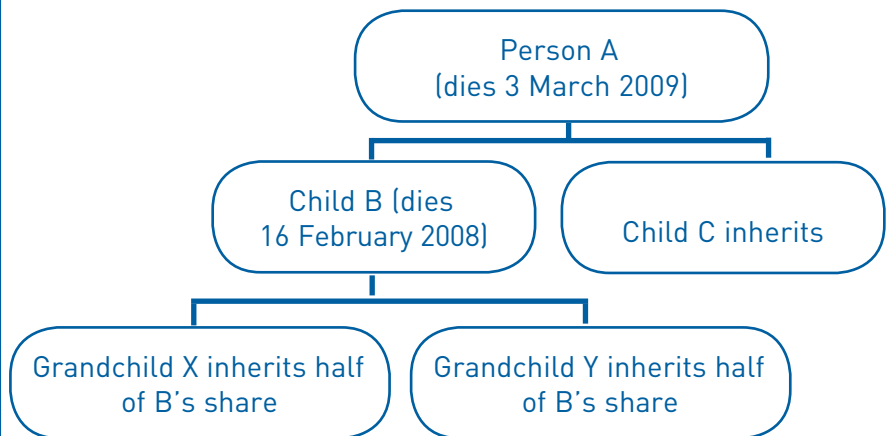 Person A
(dies 3 March 2009)
Child B (dies
16 February 2008)
Child C inherits
Grandchild X inherits half
of B’s share
Grandchild Y inherits half
of B’s share